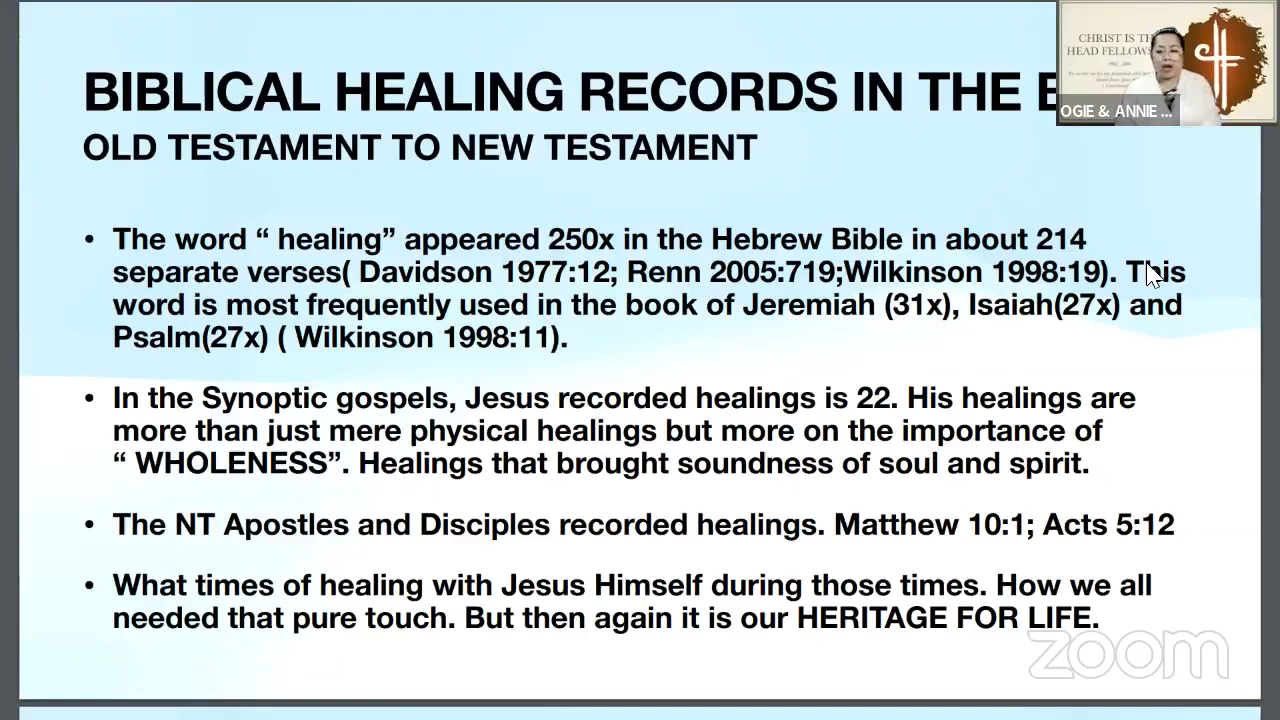 BIBLICAL HEALING RECORDS IN THE
OLD TESTAMENT TO NEW TESTAMENT
• The word “ healing” appeared 250x in the Hebrew Bible in about 214
separate verses( Davidson 1977:12; Renn 2005:719;Wilkinson 1998:19). This
word is most frequently used in the book of Jeremiah (31x), Isaiah(27x) and
Psalm(27x) ( Wilkinson 1998:11).
• In the Synoptic gospels, Jesus recorded healings is 22. His healings are
more than just mere physical healings but more on the importance of
“ WHOLENESS”. Healings that brought soundness of soul and spirit.
• The NT Apostles and Disciples recorded healings. Matthew 10:1; Acts 5:12
• What times of healing with Jesus Himself during those times. How we all
needed that pure touch. But then again it is our HERITAGE FOR LIFE.
CHRIST IS
HEAD
OGIE & ANNIE ...
zoom